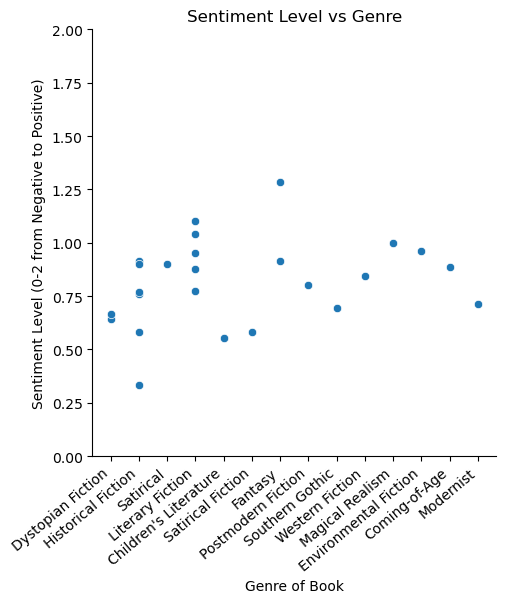 Sentiment Level vs Genre
Sentiment Level (0-2 from Negative to Positive)
2.00
1.75
1.50
1.25
1.00
0.75
0.50
0.25
0.00
Dystopian Fiction
Historical Fiction
Satirical
Literary Fiction
Children's Literature
Satirical Fiction
Fantasy
Postmodern Fiction
Southern Gothic
Western Fiction
Magical Realism
Environmental Fiction
Coming-of-Age
Modernist
Genre of Book